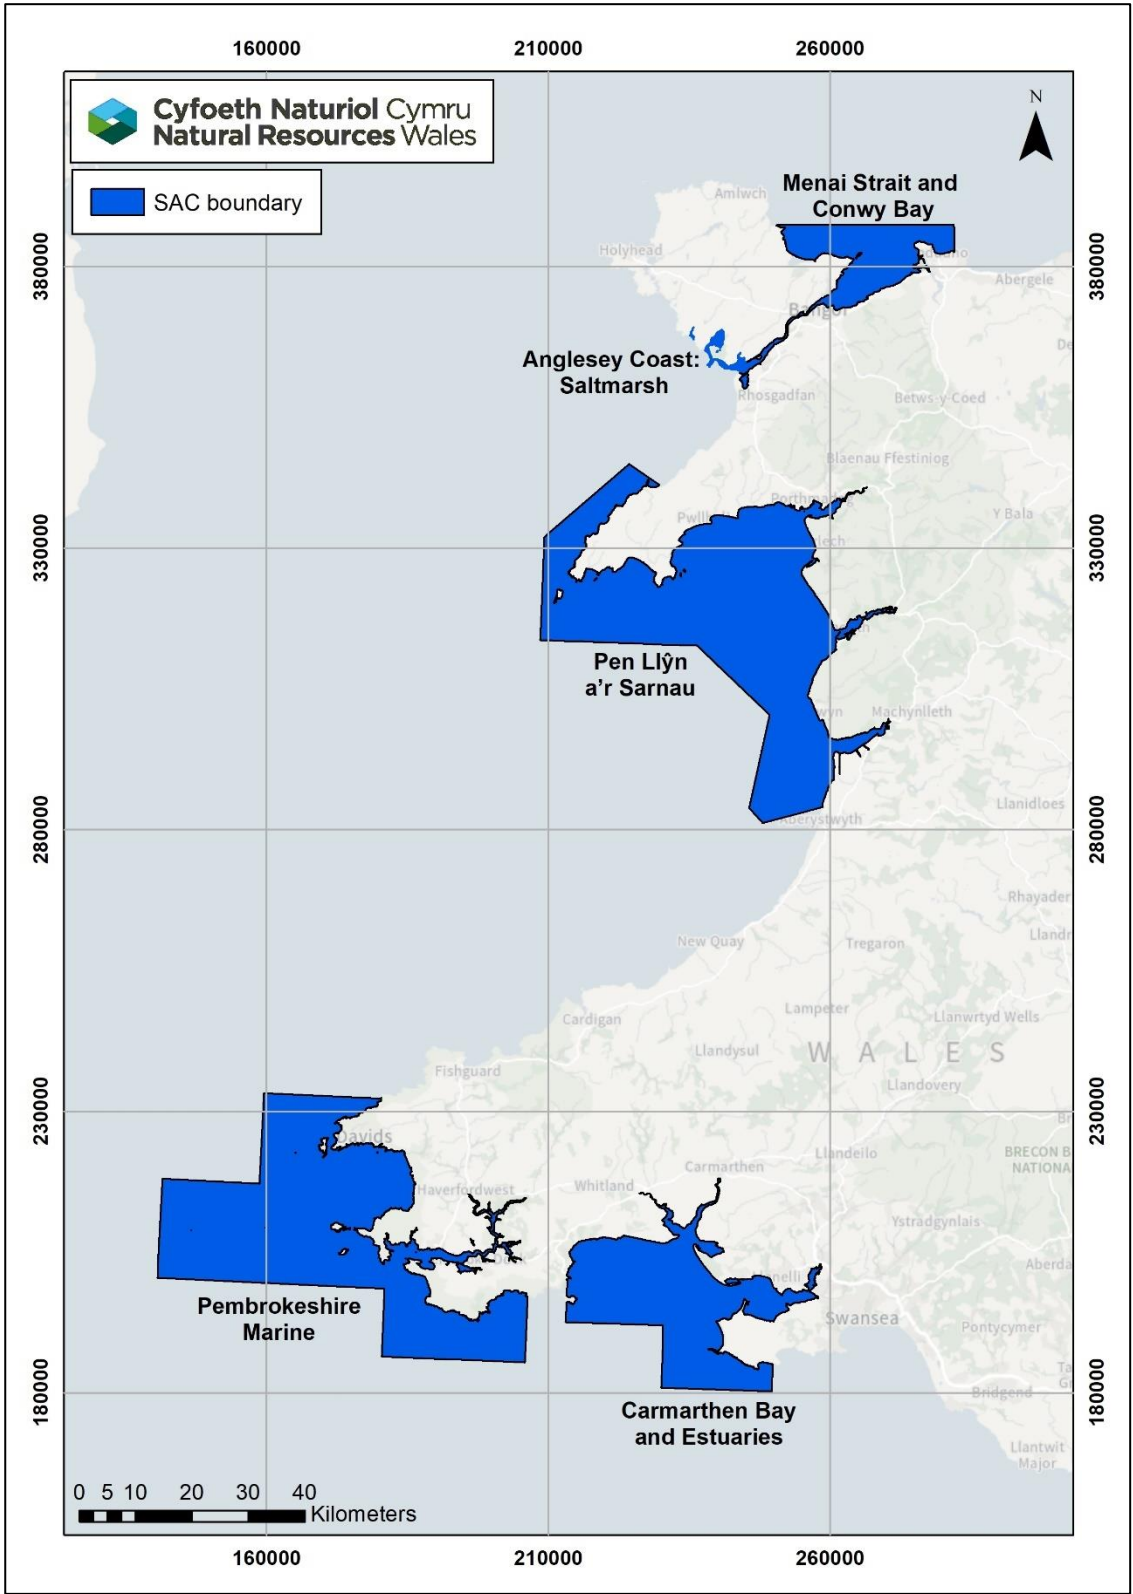 160000
210000
260000
Cyfoeth Naturiol Cymru
Natural Resources Wales
SAC boundary
N
Menai Strait and
Conwy Bay
Amlwch
Holyhead
380000
380000
Abergele
Anglesey Coast:
Saltmarsh
Rhosgadfan
Betws-y-Coed
Blaenau Ffestiniog
Y Bala
330000
330000
Pen Llŷn
a'r Sarnau
Machynlleth
Llanidloes
280000
280000
Aberystwyth
Rhayader
New Quay
Tregaron
Cardigan
Lampeter
Llanwrtyd Wells
Llandysul
WALES
Fishguard
Llandovery
230000
230000
Davids
Llandeilo
BRECON B
NATIONA
Carmarthen
Haverfordwest
Whitland
Ystradgynlais
Aberda
Pembrokeshire
Marine
Swansea
Pontycymer
180000
180000
Bridgend
Carmarthen Bay
and Estuaries
Llantwit
Major
0 5 10 20 30 40
Kilometers
160000
210000
260000